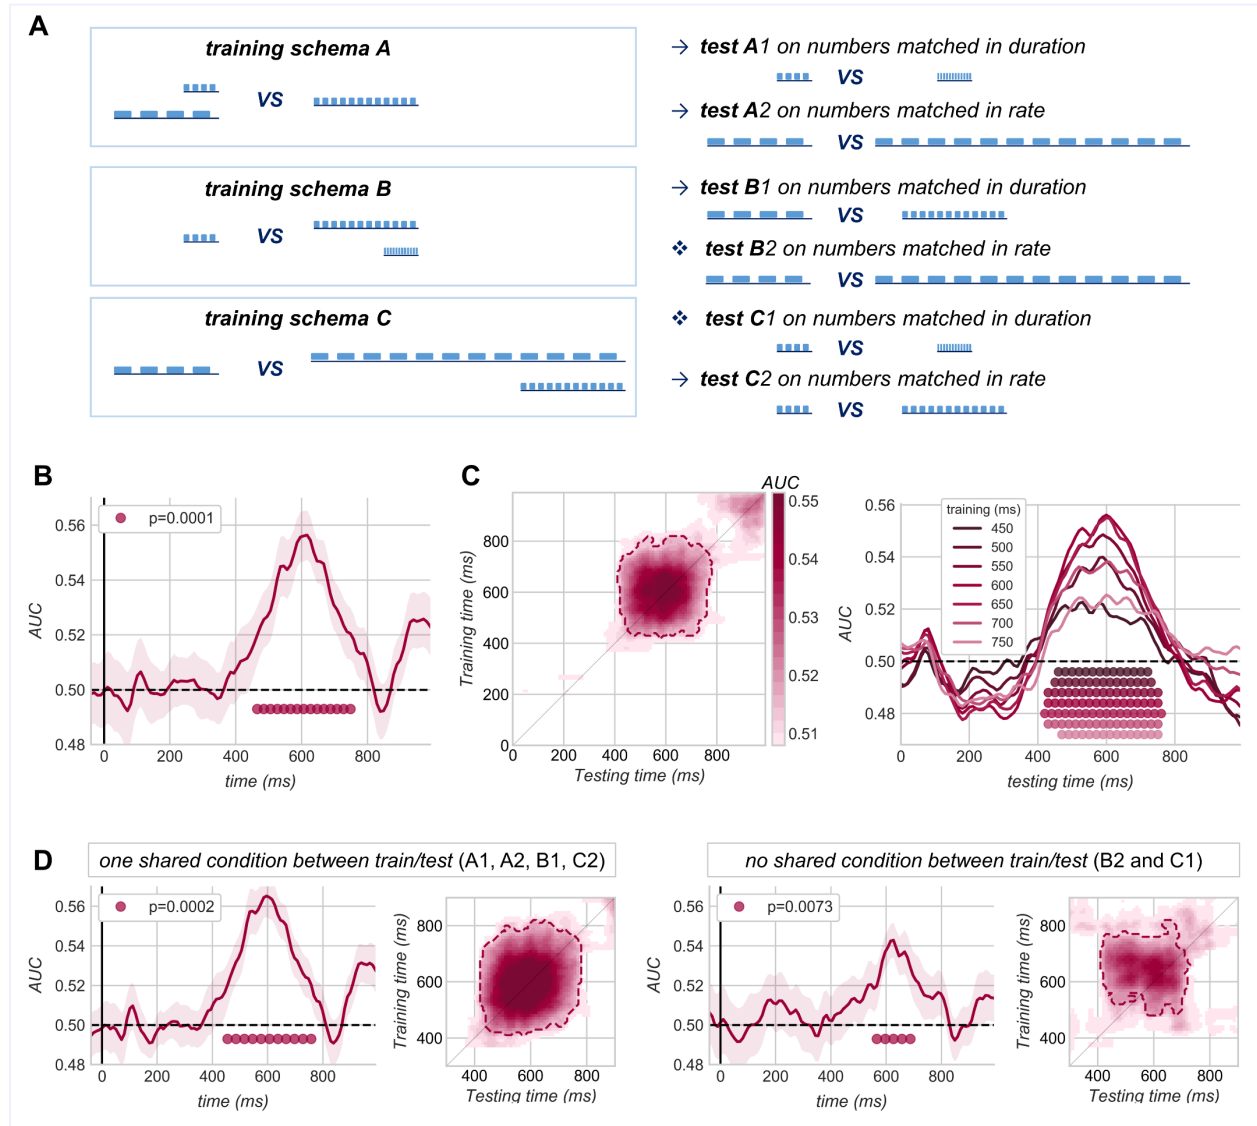 A
training schema A
VS
training schema B
VS
training schema C
VS
→ test A1 on numbers matched in duration
VS
→ test A2 on numbers matched in rate
VS
→ test B1 on numbers matched in duration
VS
❖ test B2 on numbers matched in rate
VS
❖ test C1 on numbers matched in duration
VS
→ test C2 on numbers matched in rate
VS
B
p=0.0001
AUC
0.56
0.54
0.52
0.50
0.48
0 200 400 600 800
time (ms)
C
AUC
Training time (ms)
800
600
400
200
0
0 200 400 600 800
Testing time (ms)
0.55
0.54
0.53
0.52
0.51
AUC
0.56
0.54
0.52
0.50
0.48
training (ms)
450
500
550
600
650
700
750
0 200 400 600 800
testing time (ms)
D
one shared condition between train/test (A1, A2, B1, C2)
p=0.0002
AUC
0.56
0.54
0.52
0.50
0.48
0 200 400 600 800
time (ms)
Training time (ms)
800
600
400
400 600 800
Testing time (ms)
no shared condition between train/test (B2 and C1)
p=0.0073
AUC
0.56
0.54
0.52
0.50
0.48
0 200 400 600 800
time (ms)
Training time (ms)
800
600
400
400 600 800
Testing time (ms)